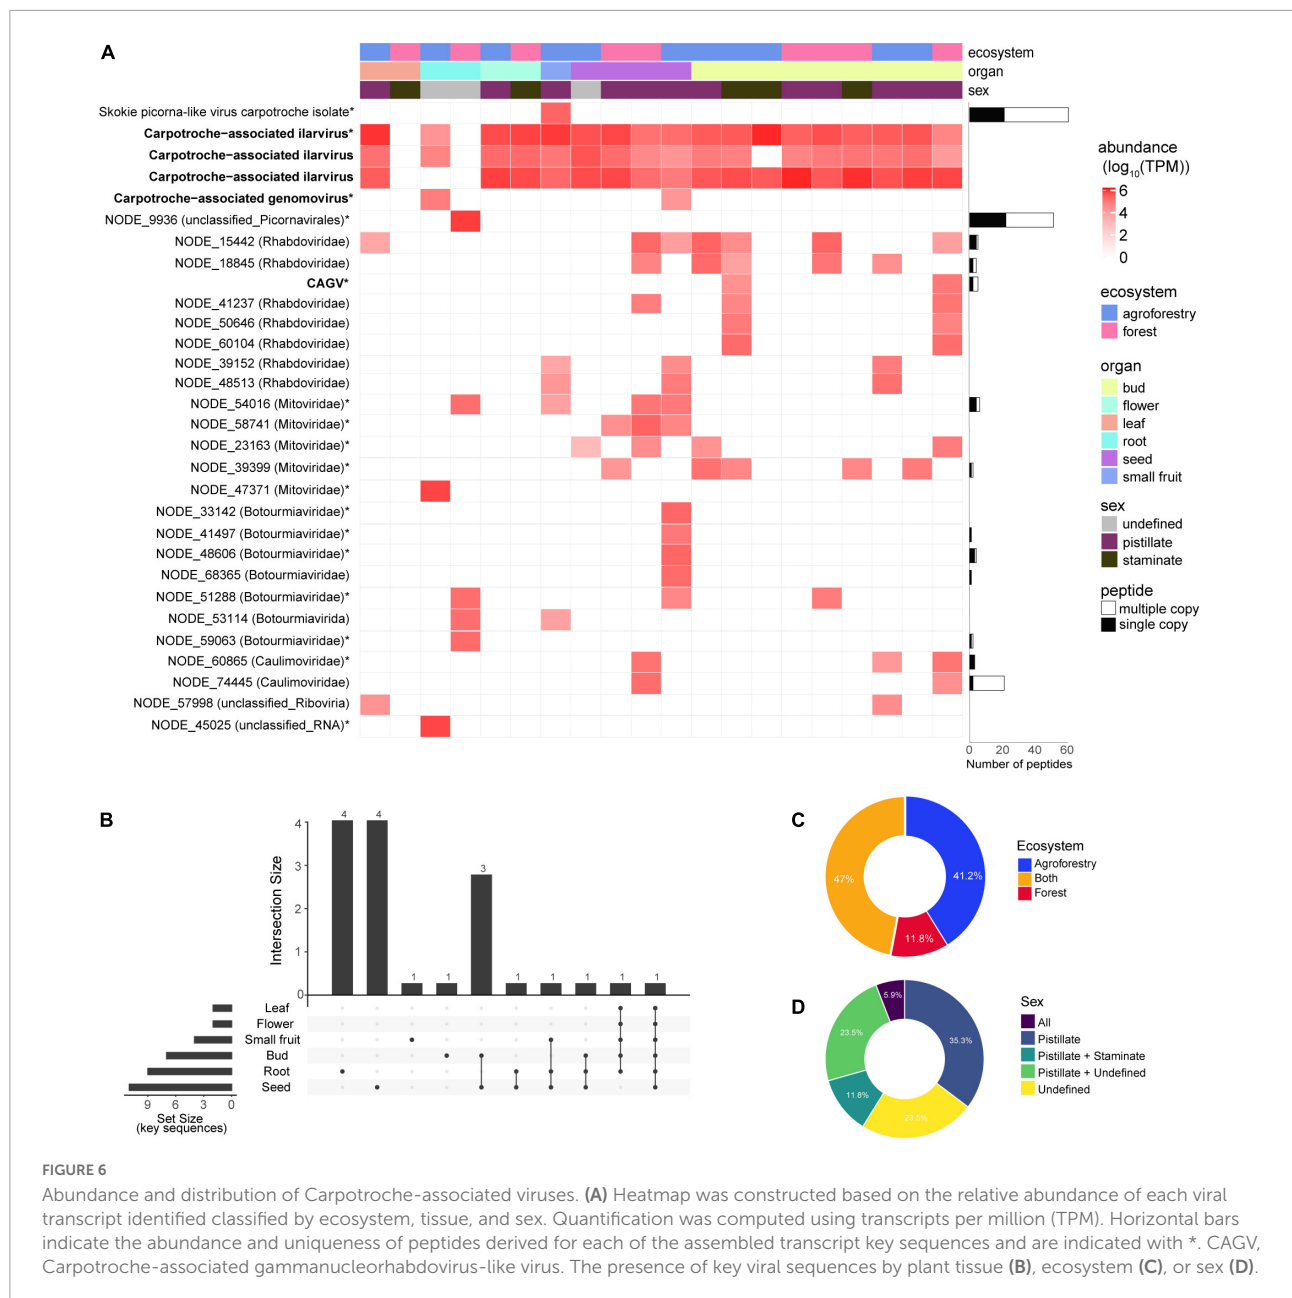 A
ecosystem
organ
sex
Skokie picorna-like virus carpotroche isolate*
Carpotroche-associated ilarvirus*
Carpotroche-associated ilarvirus
Carpotroche-associated ilarvirus
Carpotroche-associated genomovirus*
NODE_9936 (unclassified_Picornavirales)*
NODE_15442 (Rhabdoviridae)
NODE_18845 (Rhabdoviridae)
CAGV*
NODE_41237 (Rhabdoviridae)
NODE_50646 (Rhabdoviridae)
NODE_60104 (Rhabdoviridae)
NODE_39152 (Rhabdoviridae)
NODE_48513 (Rhabdoviridae)
NODE_54016 (Mitoviridae)*
NODE_58741 (Mitoviridae)*
NODE_23163 (Mitoviridae)*
NODE_39399 (Mitoviridae)*
NODE_47371 (Mitoviridae)*
NODE_33142 (Botourmiaviridae)*
NODE_41497 (Botourmiaviridae)*
NODE_48606 (Botourmiaviridae)*
NODE_68365 (Botourmiaviridae)
NODE_51288 (Botourmiaviridae)*
NODE_53114 (Botourmiavirida)
NODE_59063 (Botourmiaviridae)*
NODE_60865 (Caulimoviridae)*
NODE_74445 (Caulimoviridae)
NODE_57998 (unclassified_Riboviria)
NODE_45025 (unclassified_RNA)*
0 20 40 60
Number of peptides
abundance
(log10(TPM))
6
4
2
0
ecosystem
agroforestry
forest
organ
bud
flower
leaf
root
seed
small fruit
sex
undefined
pistillate
staminate
peptide
multiple copy
single copy
B
Intersection Size
4
3
2
1
0
4 4 1 1 3 1 1 1 1 1
Leaf
Flower
Small fruit
Bud
Root
Seed
9 6 3 0
Set Size
(key sequences)
C
47%
41.2%
11.8%
Ecosystem
Agroforestry
Both
Forest
D
5.9%
35.3%
23.5%
11.8%
23.5%
Sex
All
Pistillate
Pistillate + Staminate
Pistillate + Undefined
Undefined
FIGURE 6
Abundance and distribution of Carpotroche-associated viruses. (A) Heatmap was constructed based on the relative abundance of each viral
transcript identified classified by ecosystem, tissue, and sex. Quantification was computed using transcripts per million (TPM). Horizontal bars
indicate the abundance and uniqueness of peptides derived for each of the assembled transcript key sequences and are indicated with *. CAGV,
Carpotroche-associated gammanucleorhabdovirus-like virus. The presence of key viral sequences by plant tissue (B), ecosystem (C), or sex (D).